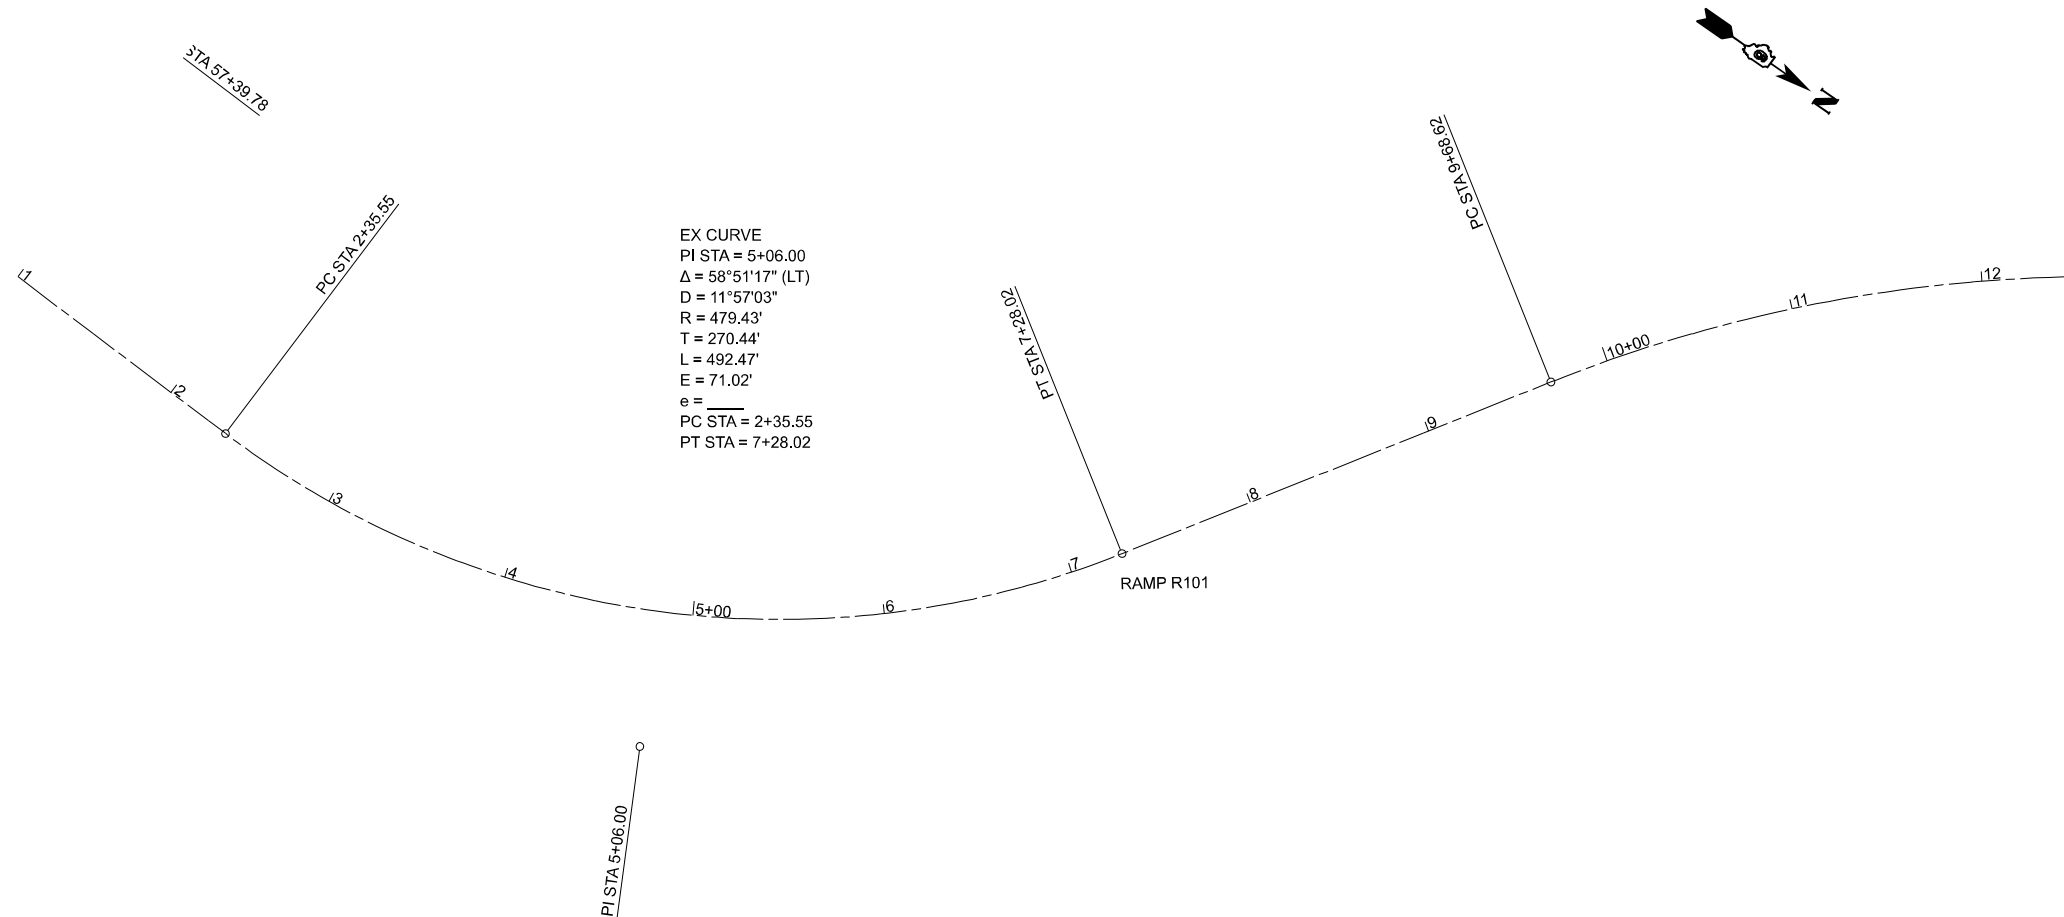 STA 57+39.78
N
PC STA 9+68.62
PC STA 2+35.55
EX CURVE
PI STA = 5+06.00
Δ = 58°51'17" (LT)
D = 11°57'03"
R = 479.43'
T = 270.44'
L = 492.47'
E = 71.02'
e = ____
PC STA = 2+35.55
PT STA = 7+28.02
PT STA 7+28.02
1
2
3
4
5+00
6
7
8
9
10+00
11
12
RAMP R101
PI STA 5+06.00